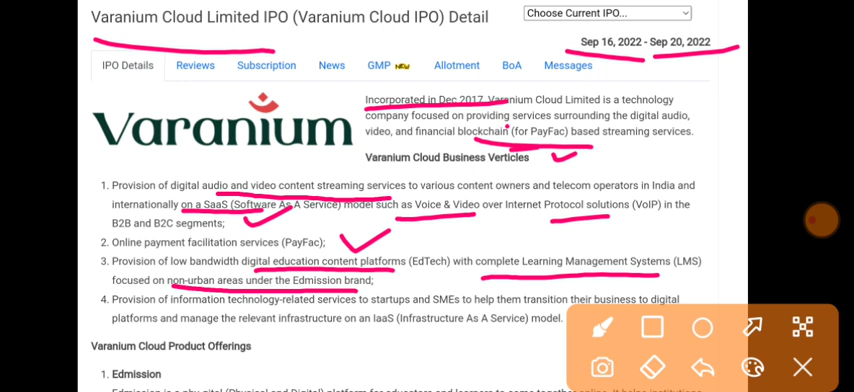 Varanium Cloud Limited IPO (Varanium Cloud IPO) Detail
Choose Current IPO...
Sep 16, 2022 - Sep 20, 2022
IPO Details Reviews Subscription News GMP NEW Allotment BoA Messages
varanium
Incorporated in Dec 2017, Varanium Cloud Limited is a technology
company focused on providing services surrounding the digital audio,
video, and financial blockchain (for PayFac) based streaming services.
Varanium Cloud Business Verticles
1. Provision of digital audio and video content streaming services to various content owners and telecom operators in India and
internationally on a SaaS (Software As A Service) model such as Voice & Video over Internet Protocol solutions (VoIP) in the
B2B and B2C segments;
2. Online payment facilitation services (PayFac);
3. Provision of low bandwidth digital education content platforms (EdTech) with complete Learning Management Systems (LMS)
focused on non-urban areas under the Edmission brand;
4. Provision of information technology-related services to startups and SMEs to help them transition their business to digital
platforms and manage the relevant infrastructure on an IaaS (Infrastructure As A Service) model.
Varanium Cloud Product Offerings
1. Edmission